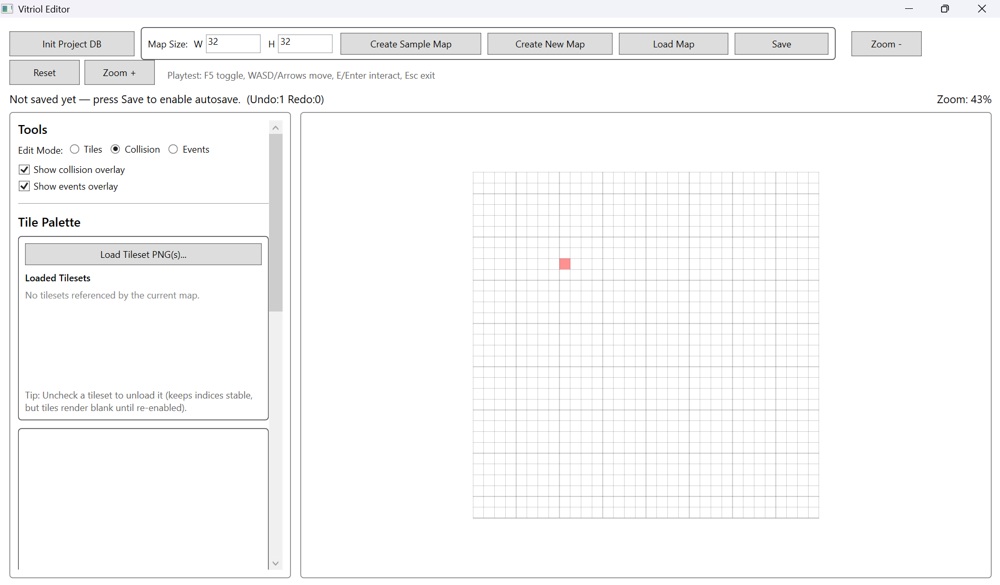 Vitriol Editor
Init Project DB
Map Size: W 32 H 32
Create Sample Map
Create New Map
Load Map
Save
Zoom -
Reset
Zoom +
Playtest: F5 toggle, WASD/Arrows move, E/Enter interact, Esc exit
Not saved yet — press Save to enable autosave. (Undo:1 Redo:0)
Zoom: 43%
Tools
Edit Mode: Tiles Collision Events
Show collision overlay
Show events overlay
Tile Palette
Load Tileset PNG(s)...
Loaded Tilesets
No tilesets referenced by the current map.
Tip: Uncheck a tileset to unload it (keeps indices stable,
but tiles render blank until re-enabled).